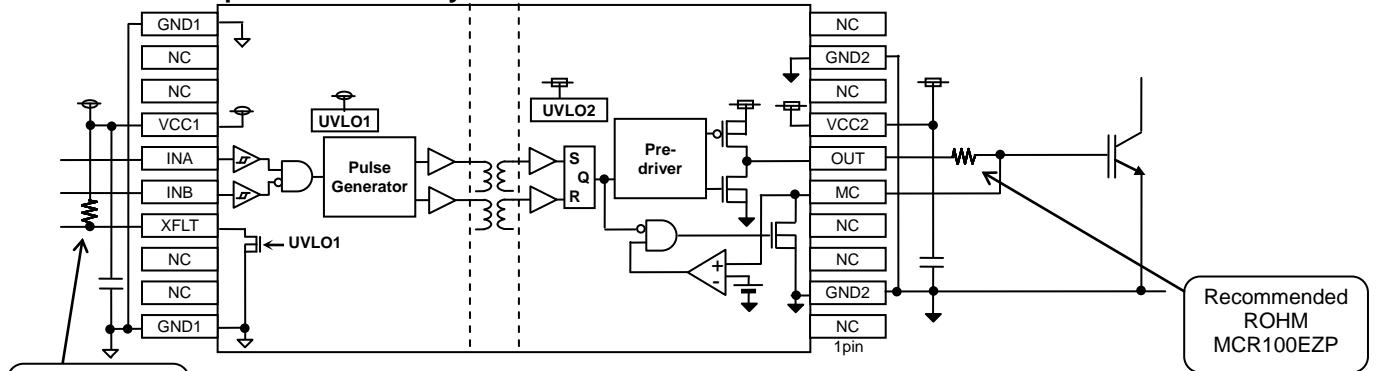 GND1
NC
NC
VCC1
INA
INB
XFLT
NC
NC
GND1
UVLO1
Pulse
Generator
UVLO1
UVLO2
S
Q
R
Pre-
driver
+
-
NC
GND2
NC
VCC2
OUT
MC
NC
NC
GND2
NC
1pin
Recommended
ROHM
MCR100EZP